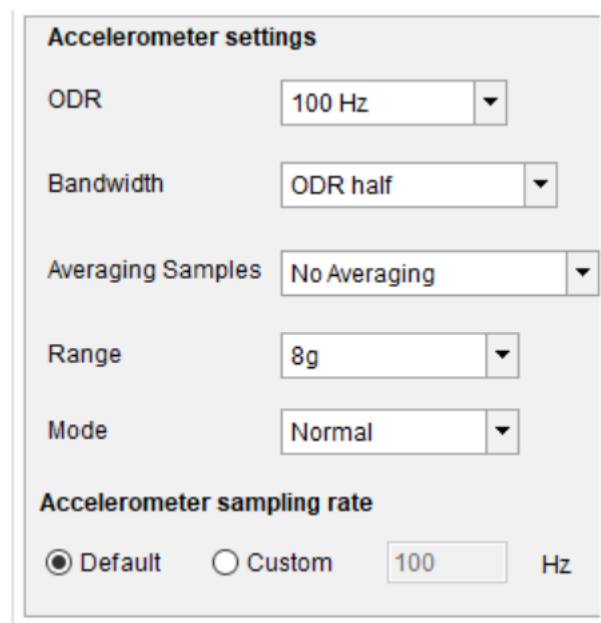 Accelerometer settings
ODR 100 Hz
Bandwidth ODR half
Averaging Samples No Averaging
Range 8g
Mode Normal
Accelerometer sampling rate
Default Custom 100 Hz